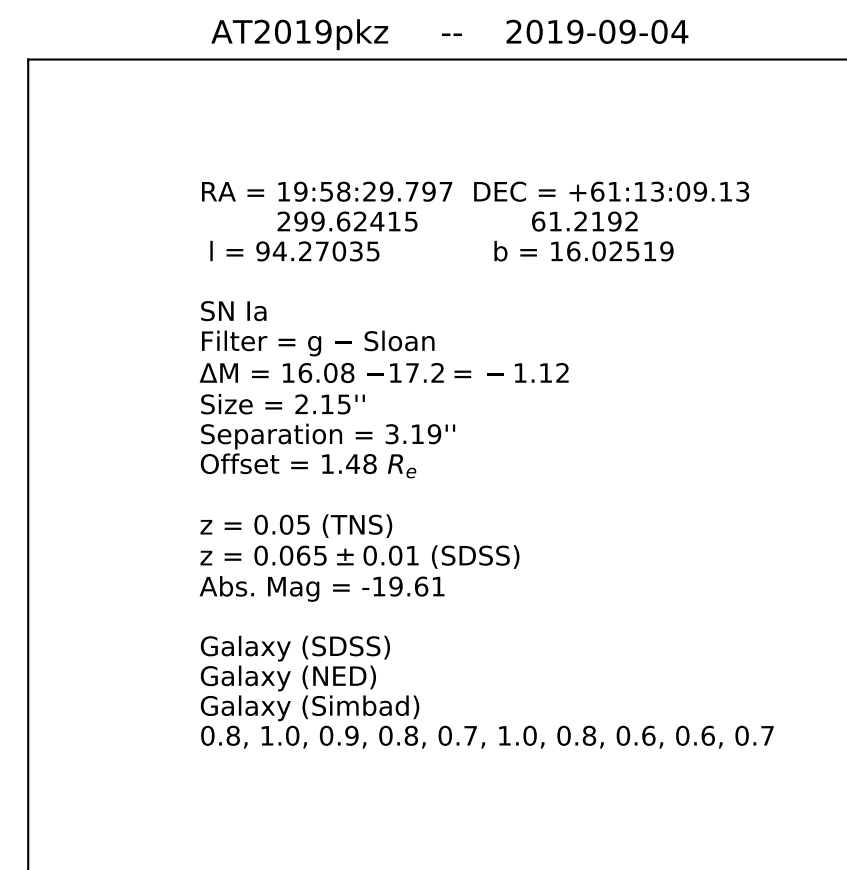 AT2019pkz -- 2019-09-04
RA = 19:58:29.797 DEC = +61:13:09.13
299.62415 61.2192
l = 94.27035 b = 16.02519
SN Ia
Filter = g − Sloan
ΔM = 16.08 −17.2 = − 1.12
Size = 2.15''
Separation = 3.19''
Offset = 1.48 Re
z = 0.05 (TNS)
z = 0.065 ± 0.01 (SDSS)
Abs. Mag = -19.61
Galaxy (SDSS)
Galaxy (NED)
Galaxy (Simbad)
0.8, 1.0, 0.9, 0.8, 0.7, 1.0, 0.8, 0.6, 0.6, 0.7